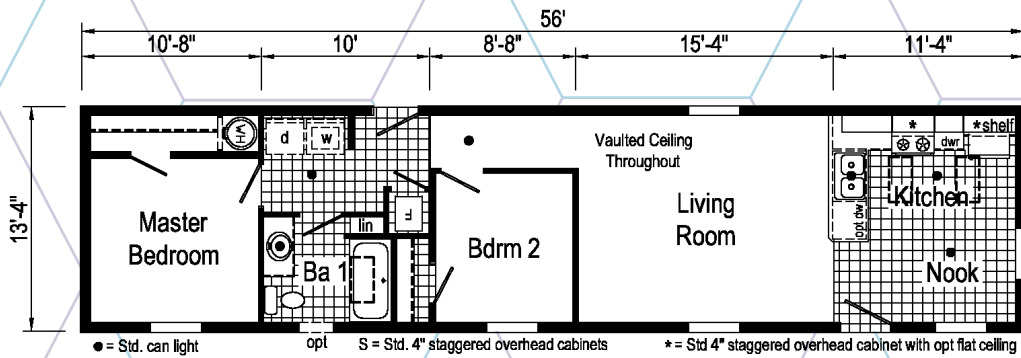 56'
10'-8" 10' 8'-8" 15'-4" 11'-4"
13'-4"
WH
d w
Vaulted Ceiling
Throughout
* *shelf
dwr
Kitchen
opt dw
Master
Bedroom
F
lin
Ba 1
Bdrm 2
Living
Room
Nook
● = Std. can light
opt
S = Std. 4" staggered overhead cabinets
* = Std 4" staggered overhead cabinet with opt flat ceiling